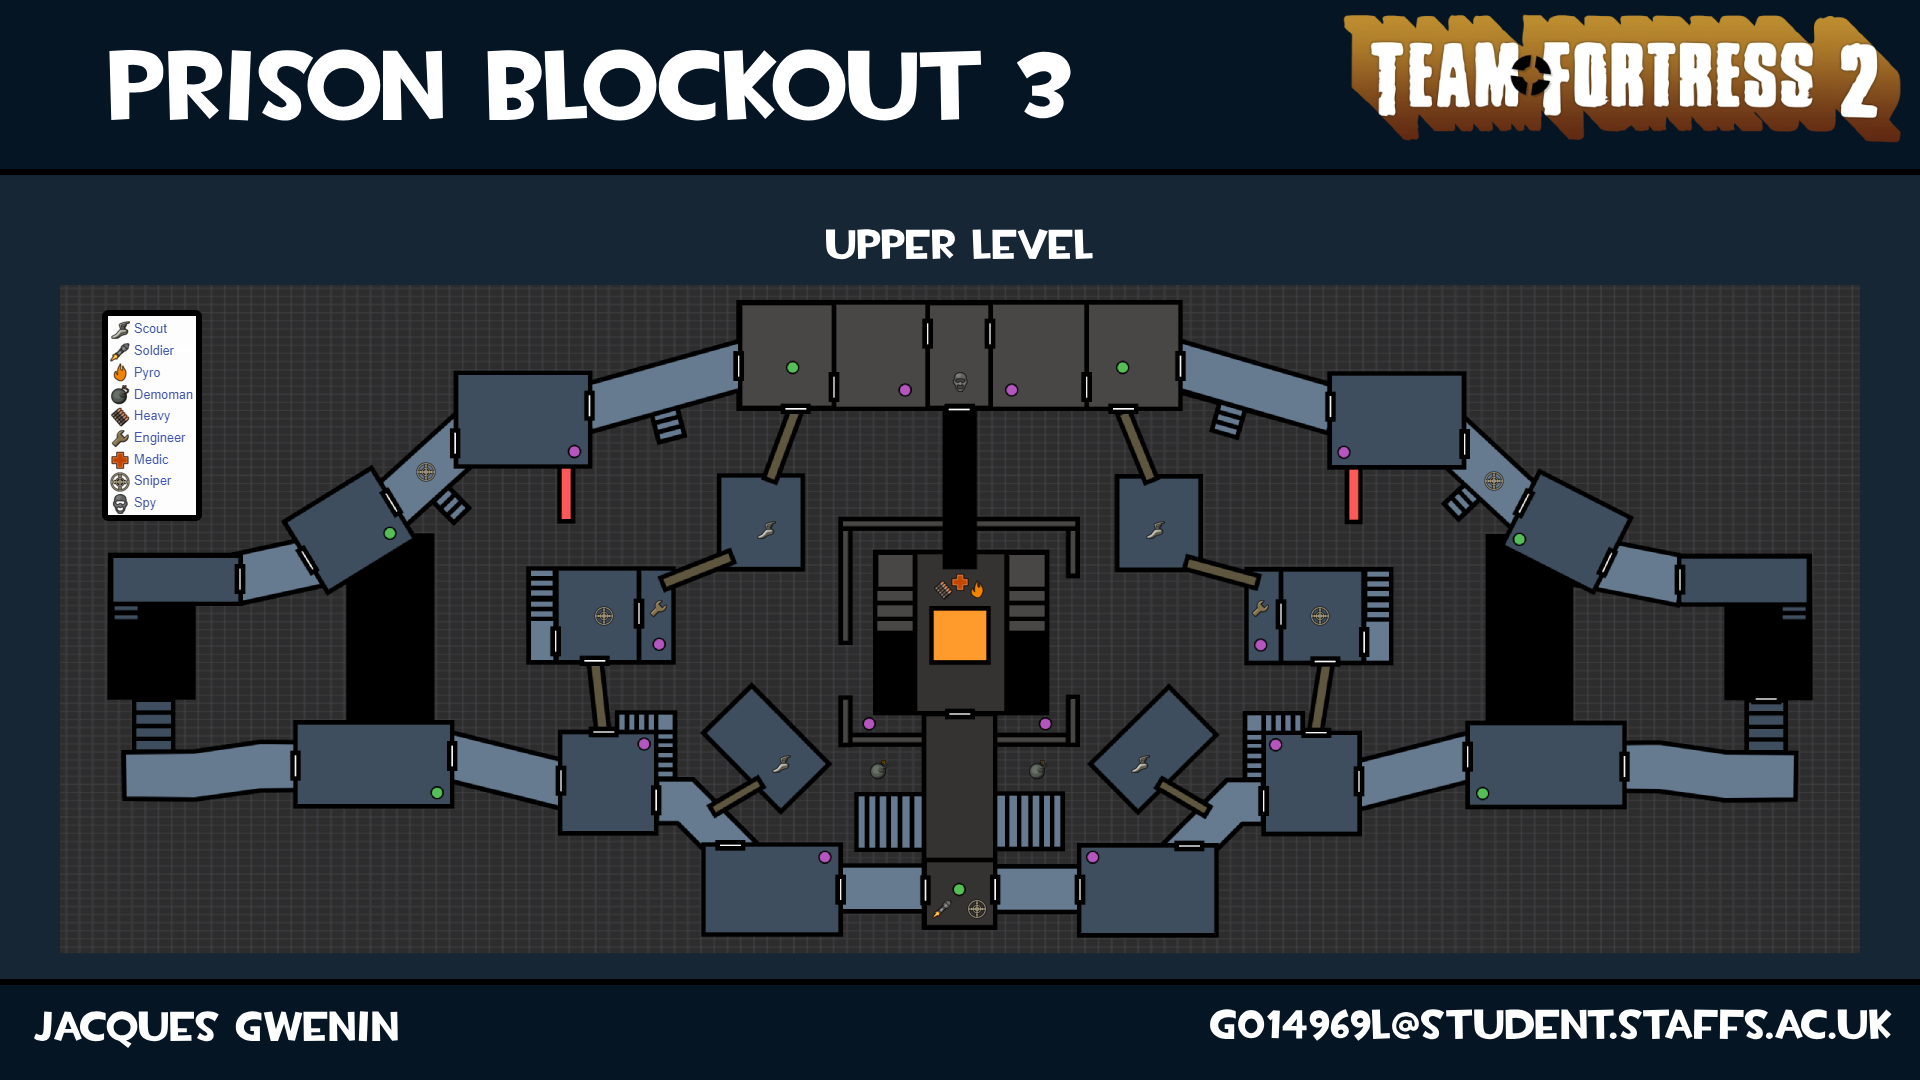 PRISON BLOCKOUT 3
TEAM FORTRESS 2
UPPER LEVEL
Scout
Soldier
Pyro
Demoman
Heavy
Engineer
Medic
Sniper
Spy
JACQUES GWENIN
G014969L@STUDENT.STAFFS.AC.UK